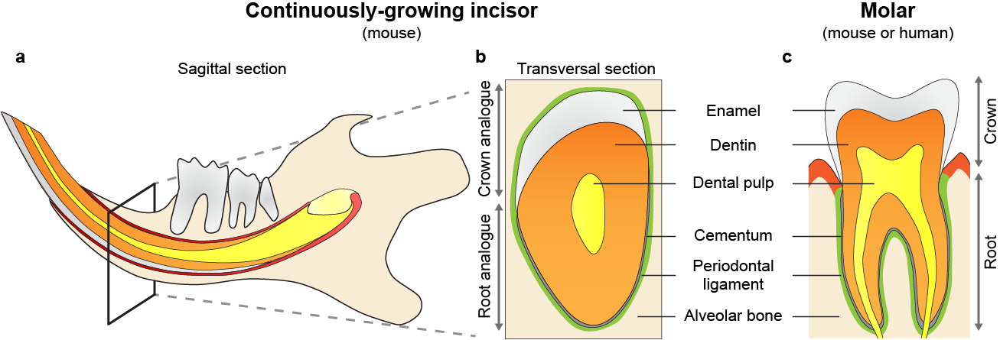 Continuously-growing incisor
(mouse)
Molar
(mouse or human)
a
Sagittal section
b
Transversal section
c
Crown analogue
Root analogue
Enamel
Dentin
Dental pulp
Cementum
Periodontal
ligament
Alveolar bone
Crown
Root